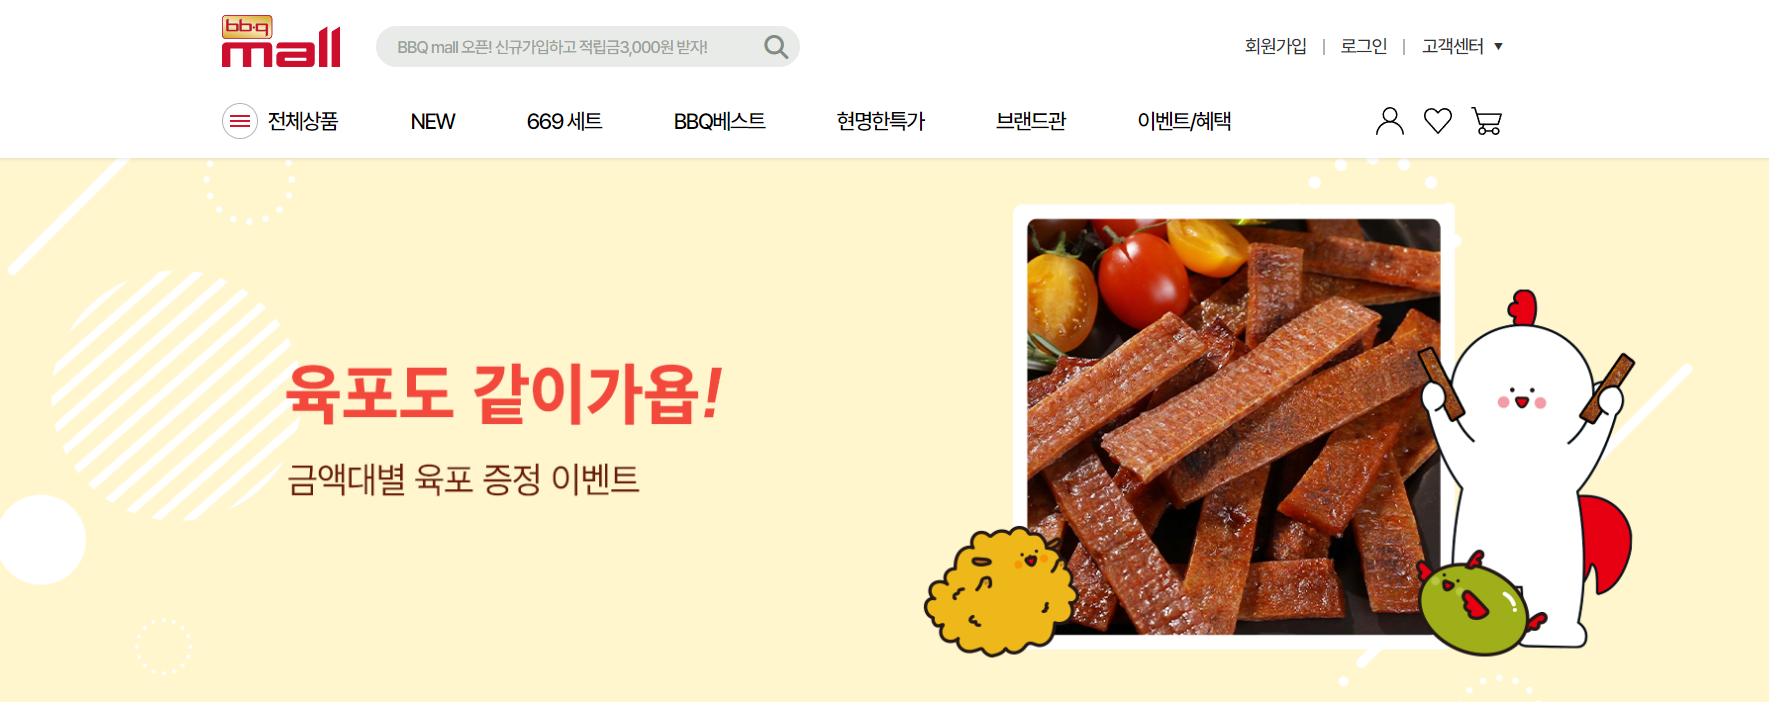 bb·q
mall
BBQ mall 오픈! 신규가입하고 적립금3,000원 받자!
회원가입 | 로그인 | 고객센터 ▼
전체상품 NEW 669 세트 BBQ베스트 현명한특가 브랜드관 이벤트/혜택
육포도 같이가욥!
금액대별 육포 증정 이벤트